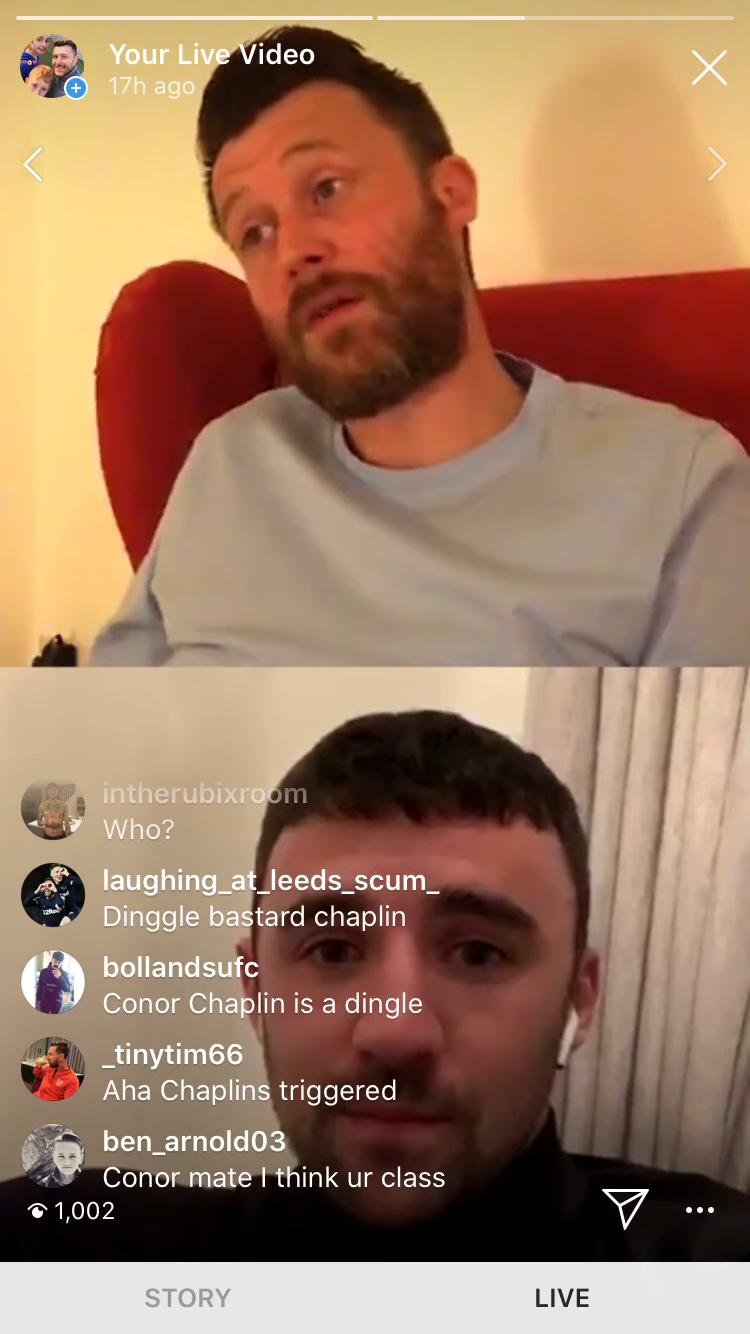 Your Live Video
17h ago
intherubixroom
Who?
laughing_at_leeds_scum_
Dinggle bastard chaplin
bollandsufc
Conor Chaplin is a dingle
_tinytim66
Aha Chaplins triggered
ben_arnold03
Conor mate I think ur class
1,002
STORY
LIVE